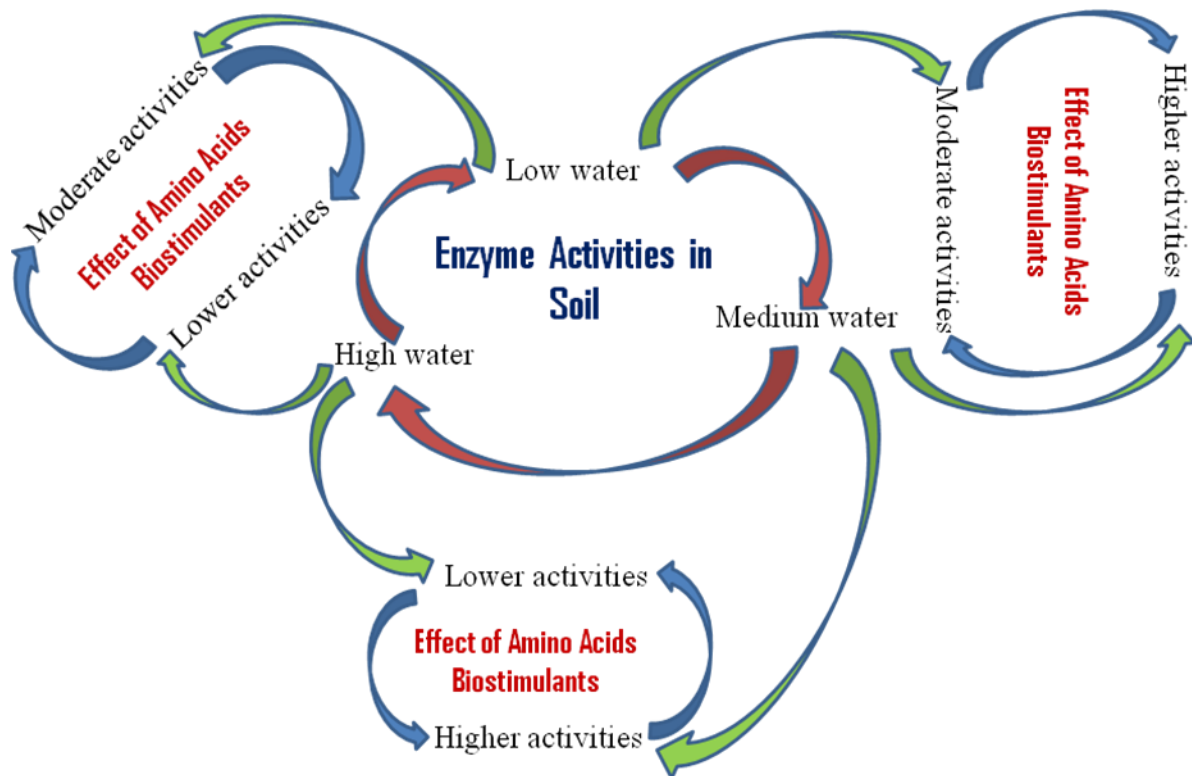 Moderate activities
Effect of Amino Acids
Biostimulants
Lower activities
Low water
Enzyme Activities in
Soil
High water
Medium water
Moderate activities
Effect of Amino Acids
Biostimulants
Higher activities
Lower activities
Effect of Amino Acids
Biostimulants
Higher activities